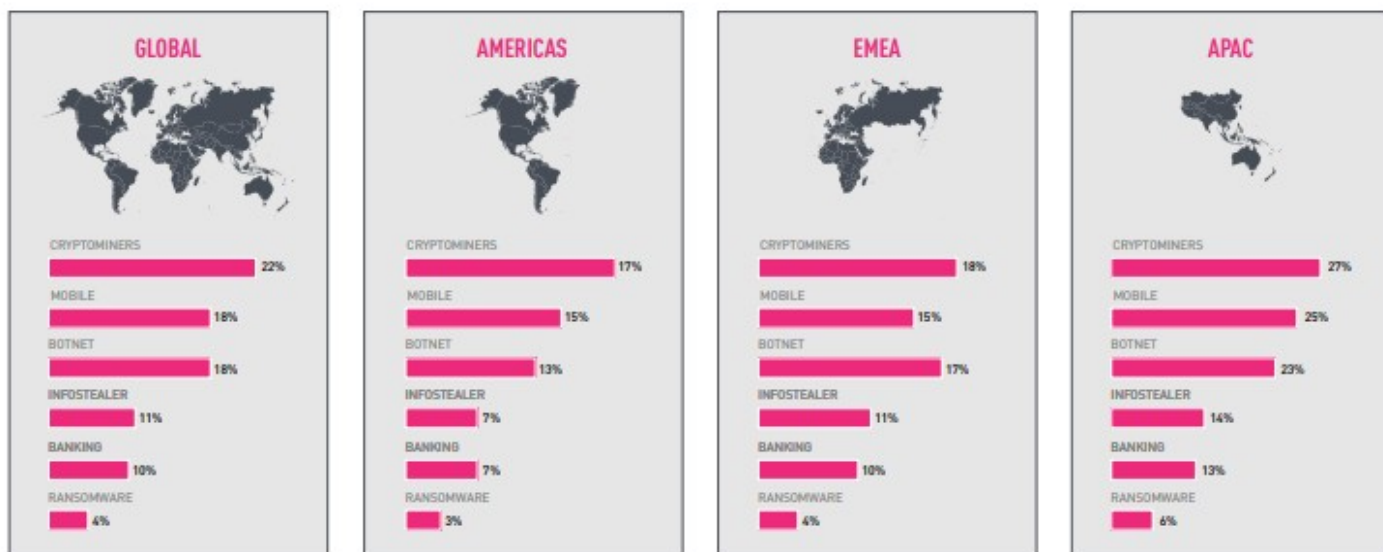 GLOBAL
CRYPTOMINERS
22%
MOBILE
18%
BOTNET
18%
INFOSTEALER
11%
BANKING
10%
RANSOMWARE
4%
AMERICAS
CRYPTOMINERS
17%
MOBILE
15%
BOTNET
13%
INFOSTEALER
7%
BANKING
7%
RANSOMWARE
3%
EMEA
CRYPTOMINERS
18%
MOBILE
15%
BOTNET
17%
INFOSTEALER
11%
BANKING
10%
RANSOMWARE
4%
APAC
CRYPTOMINERS
27%
MOBILE
25%
BOTNET
23%
INFOSTEALER
14%
BANKING
13%
RANSOMWARE
6%